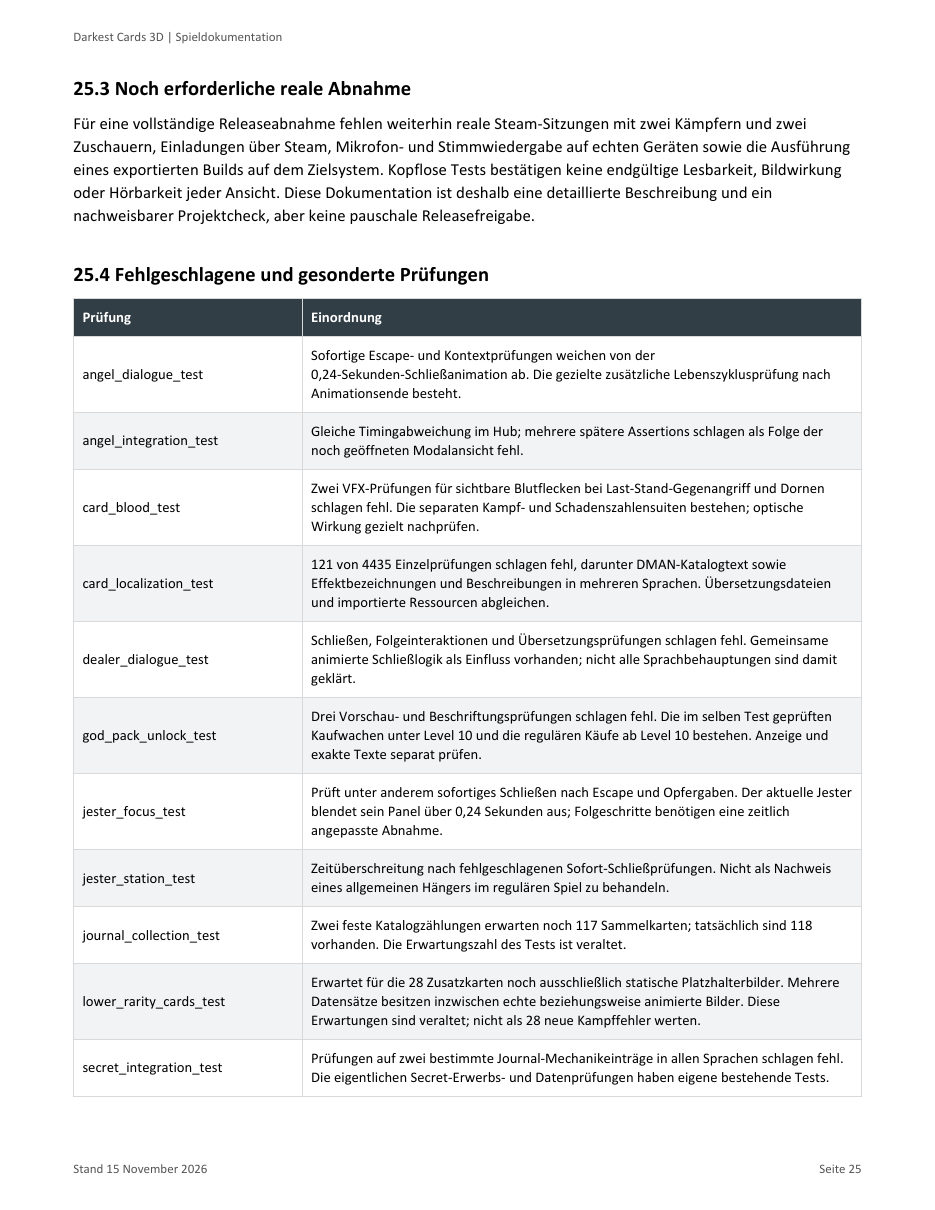 Darkest Cards 3D | Spieldokumentation
25.3 Noch erforderliche reale Abnahme
Für eine vollständige Releaseabnahme fehlen weiterhin reale Steam-Sitzungen mit zwei Kämpfern und zwei
Zuschauern, Einladungen über Steam, Mikrofon- und Stimmwiedergabe auf echten Geräten sowie die Ausführung
eines exportierten Builds auf dem Zielsystem. Kopflose Tests bestätigen keine endgültige Lesbarkeit, Bildwirkung
oder Hörbarkeit jeder Ansicht. Diese Dokumentation ist deshalb eine detaillierte Beschreibung und ein
nachweisbarer Projektcheck, aber keine pauschale Releasefreigabe.
25.4 Fehlgeschlagene und gesonderte Prüfungen
Prüfung Einordnung
Sofortige Escape- und Kontextprüfungen weichen von der
angel_dialogue_test 0,24-Sekunden-Schließanimation ab. Die gezielte zusätzliche Lebenszyklusprüfung nach
Animationsende besteht.
angel_integration_test Gleiche Timingabweichung im Hub; mehrere spätere Assertions schlagen als Folge der
noch geöffneten Modalansicht fehl.
Zwei VFX-Prüfungen für sichtbare Blutflecken bei Last-Stand-Gegenangriff und Dornen
card_blood_test schlagen fehl. Die separaten Kampf- und Schadenszahlensuiten bestehen; optische
Wirkung gezielt nachprüfen.
121 von 4435 Einzelprüfungen schlagen fehl, darunter DMAN-Katalogtext sowie
card_localization_test Effektbezeichnungen und Beschreibungen in mehreren Sprachen. Übersetzungsdateien
und importierte Ressourcen abgleichen.
Schließen, Folgeinteraktionen und Übersetzungsprüfungen schlagen fehl. Gemeinsame
dealer_dialogue_test animierte Schließlogik als Einfluss vorhanden; nicht alle Sprachbehauptungen sind damit
geklärt.
Drei Vorschau- und Beschriftungsprüfungen schlagen fehl. Die im selben Test geprüften
god_pack_unlock_test Kaufwachen unter Level 10 und die regulären Käufe ab Level 10 bestehen. Anzeige und
exakte Texte separat prüfen.
Prüft unter anderem sofortiges Schließen nach Escape und Opfergaben. Der aktuelle Jester
jester_focus_test blendet sein Panel über 0,24 Sekunden aus; Folgeschritte benötigen eine zeitlich
angepasste Abnahme.
jester_station_test Zeitüberschreitung nach fehlgeschlagenen Sofort-Schließprüfungen. Nicht als Nachweis
eines allgemeinen Hängers im regulären Spiel zu behandeln.
journal_collection_test Zwei feste Katalogzählungen erwarten noch 117 Sammelkarten; tatsächlich sind 118
vorhanden. Die Erwartungszahl des Tests ist veraltet.
Erwartet für die 28 Zusatzkarten noch ausschließlich statische Platzhalterbilder. Mehrere
lower_rarity_cards_test Datensätze besitzen inzwischen echte beziehungsweise animierte Bilder. Diese
Erwartungen sind veraltet; nicht als 28 neue Kampffehler werten.
secret_integration_test Prüfungen auf zwei bestimmte Journal-Mechanikeinträge in allen Sprachen schlagen fehl.
Die eigentlichen Secret-Erwerbs- und Datenprüfungen haben eigene bestehende Tests.
Stand 15 November 2026 Seite 25